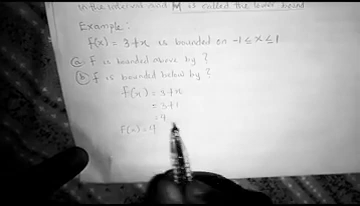 in the interval and M is called the lower bound
Example:
f(x) = 3+x is bounded on -1 ≤ x ≤ 1
(a) f is bounded above by ?
(b) f is bounded below by ?
f(x) = 3+x
= 3+1
= 4
f(x)=4